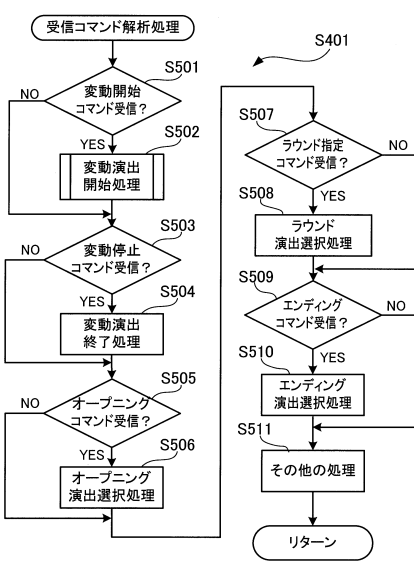 受信コマンド解析処理
S401
S501
変動開始
コマンド受信？
NO
YES
S502
変動演出
開始処理
S503
変動停止
コマンド受信？
NO
YES
S504
変動演出
終了処理
S505
オープニング
コマンド受信？
NO
YES
S506
オープニング
演出選択処理
S507
ラウンド指定
コマンド受信？
NO
YES
S508
ラウンド
演出選択処理
S509
エンディング
コマンド受信？
NO
YES
S510
エンディング
演出選択処理
S511
その他の処理
リターン